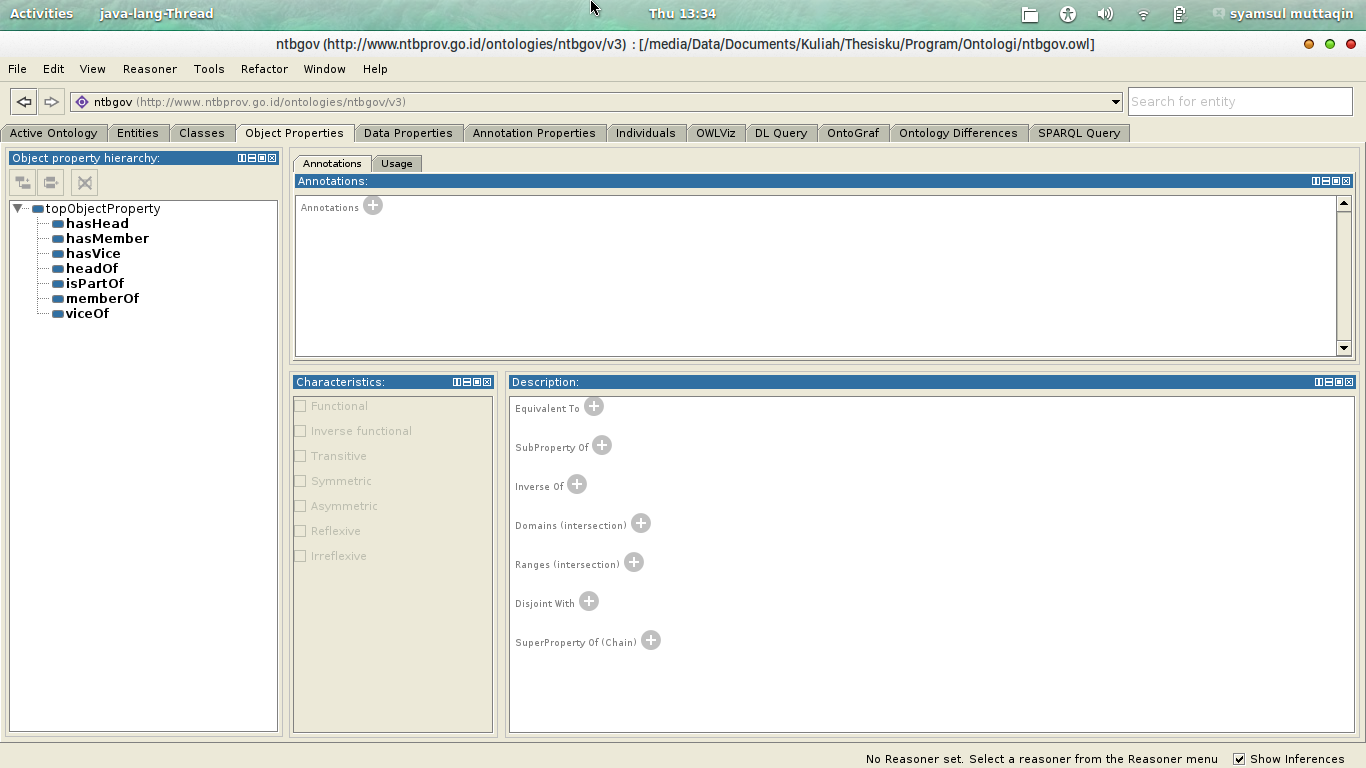 Activities java-lang-Thread Thu 13:34 syamsul muttaqin
ntbgov (http://www.ntbprov.go.id/ontologies/ntbgov/v3) : [/media/Data/Documents/Kuliah/Thesisku/Program/Ontologi/ntbgov.owl]
File Edit View Reasoner Tools Refactor Window Help
ntbgov (http://www.ntbprov.go.id/ontologies/ntbgov/v3) Search for entity
Active Ontology Entities Classes Object Properties Data Properties Annotation Properties Individuals OWLViz DL Query OntoGraf Ontology Differences SPARQL Query
Object property hierarchy:
topObjectProperty
hasHead
hasMember
hasVice
headOf
isPartOf
memberOf
viceOf
Annotations Usage
Annotations:
Annotations
Characteristics:
Functional
Inverse functional
Transitive
Symmetric
Asymmetric
Reflexive
Irreflexive
Description:
Equivalent To
SubProperty Of
Inverse Of
Domains (intersection)
Ranges (intersection)
Disjoint With
SuperProperty Of (Chain)
No Reasoner set. Select a reasoner from the Reasoner menu Show Inferences